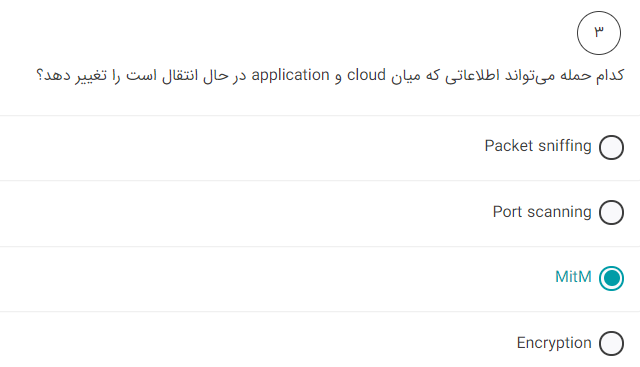 ۳
کدام حمله می‌تواند اطلاعاتی که میان cloud و application در حال انتقال است را تغییر دهد؟
Packet sniffing
Port scanning
MitM
Encryption